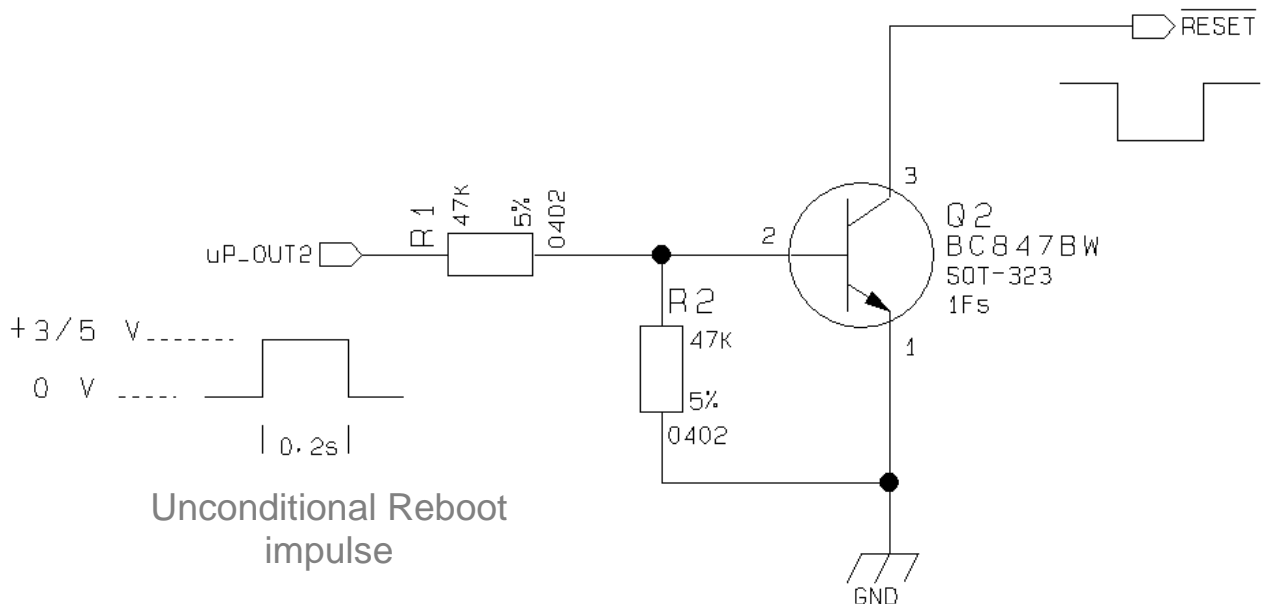 RESET
3
Q2
BC847BW
SOT-323
1Fs
2
1
uP_OUT2
R1
47K
5%
0402
R2
47K
5%
0402
+3/5 V
0 V
0,2s
Unconditional Reboot
impulse
GND